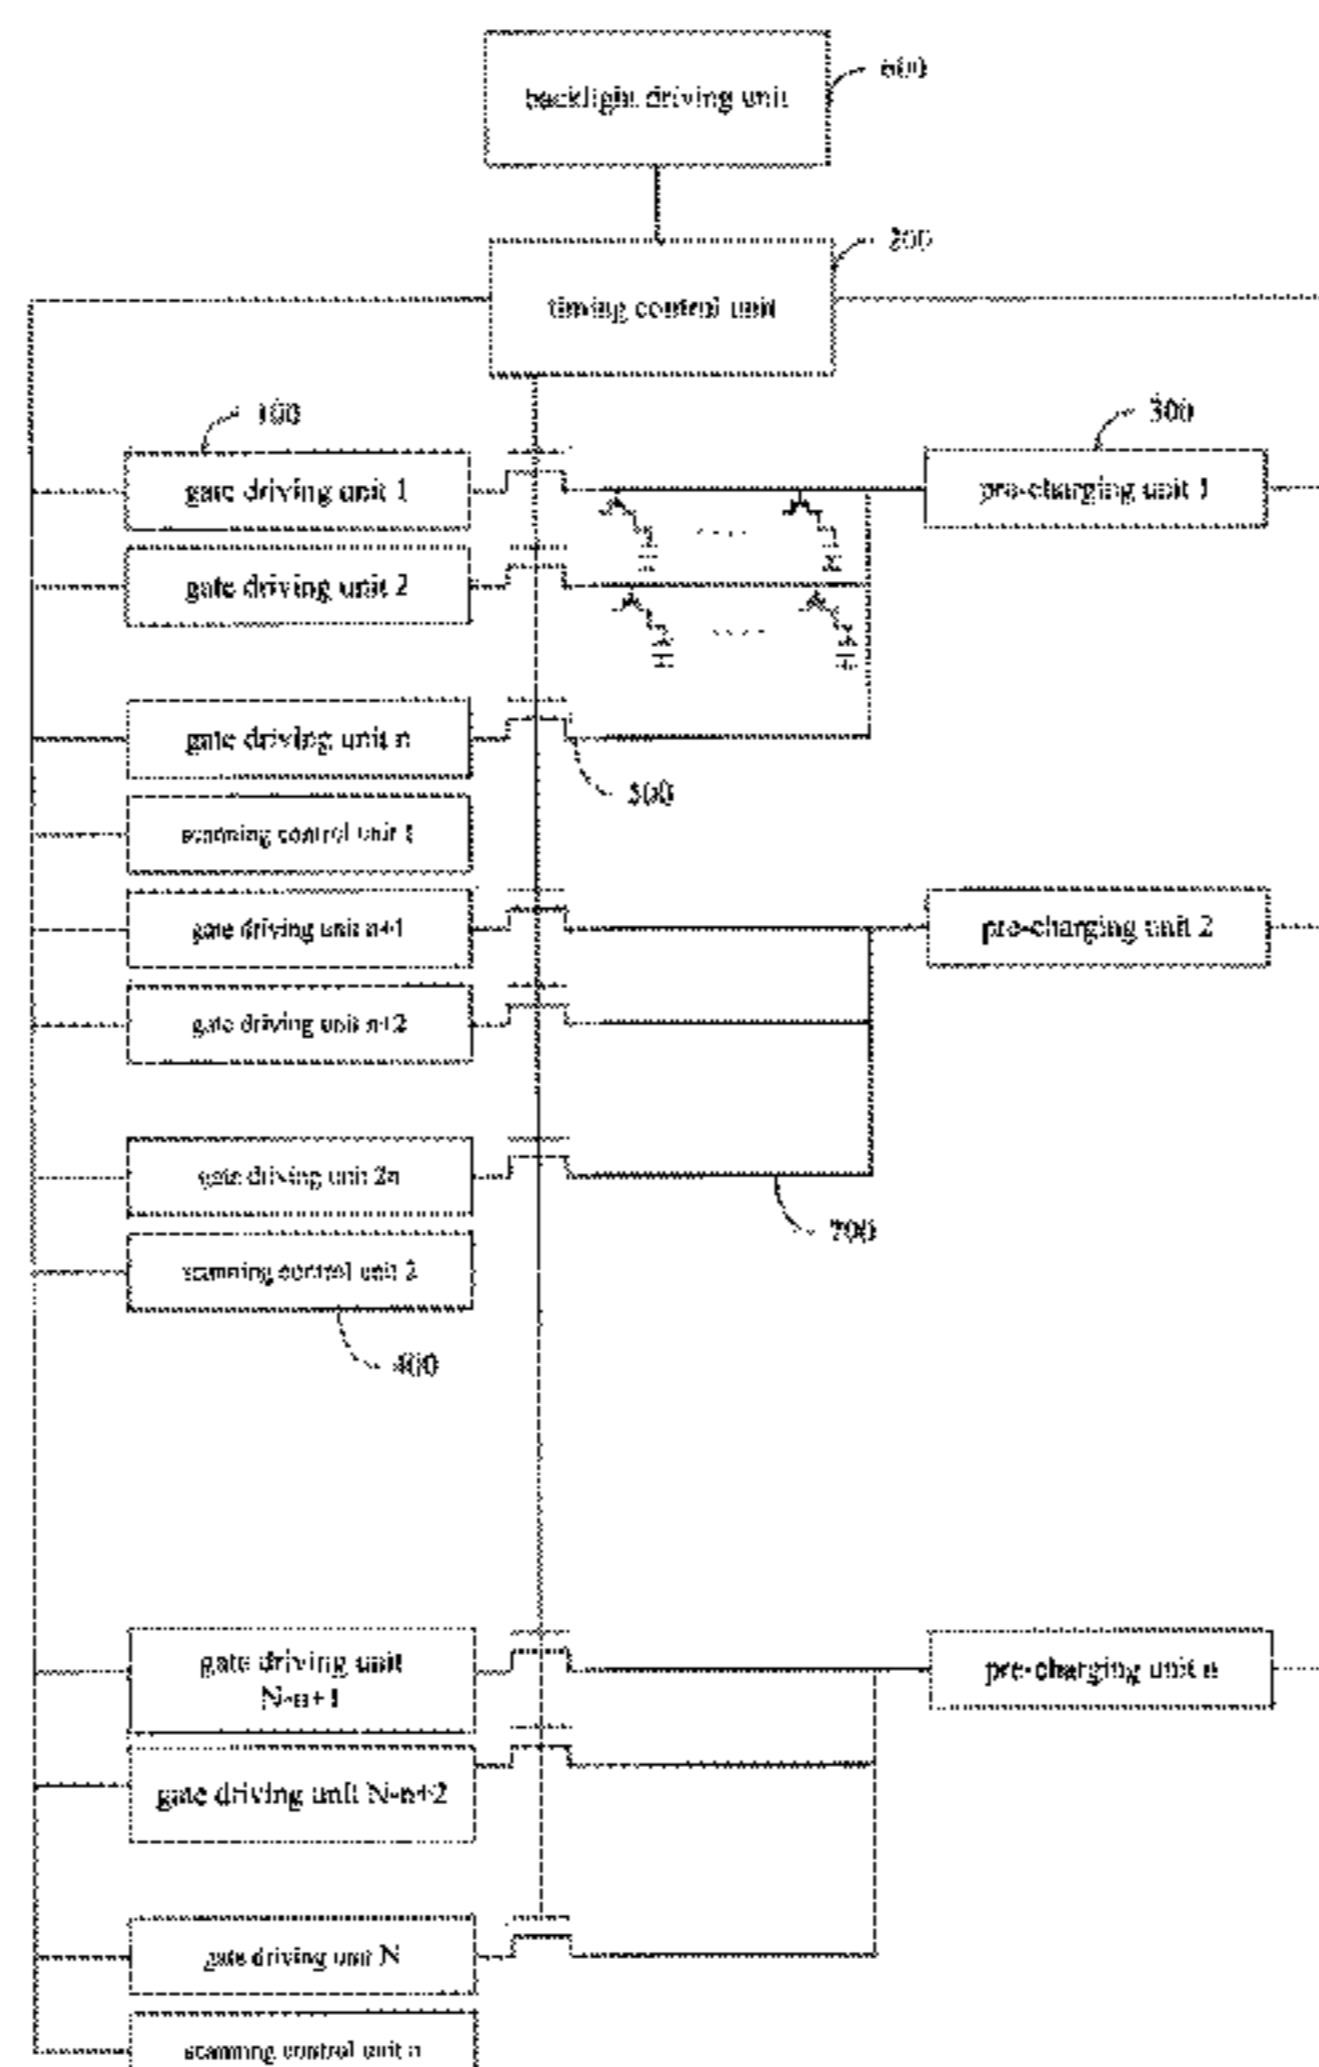 600
backlight driving unit
200
timing control unit
100
300
gate driving unit 1
pre-charging unit 1
gate driving unit 2
gate driving unit n
500
scanning control unit 1
gate driving unit n+1
pre-charging unit 2
gate driving unit n+2
gate driving unit 2n
700
scanning control unit 2
400
gate driving unit
N-n+1
pre-charging unit n
gate driving unit N-n+2
gate driving unit N
scanning control unit n